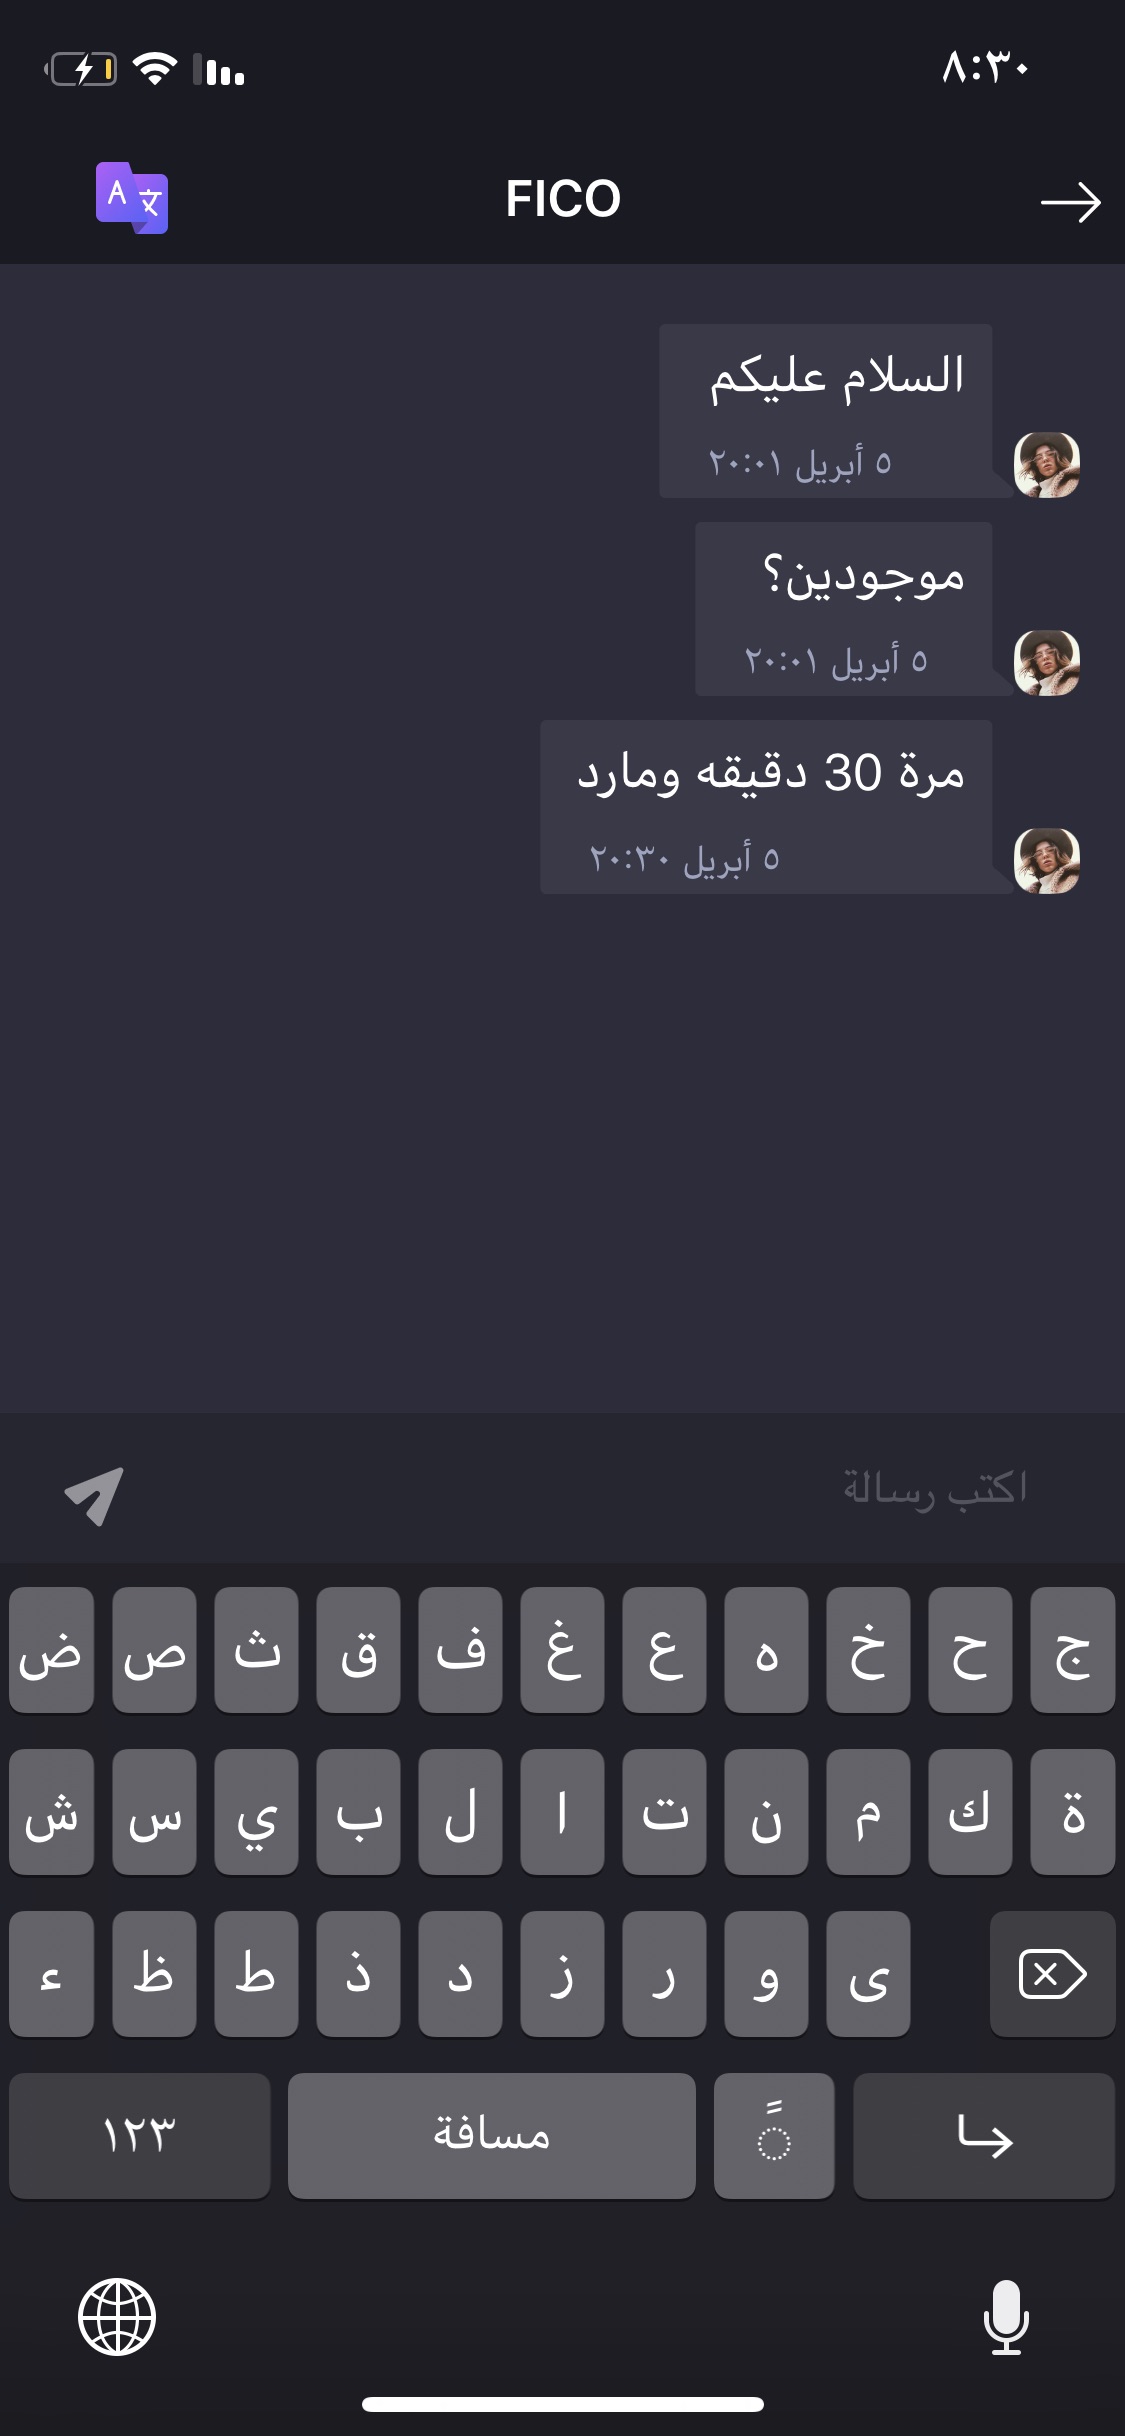 ٨:٣٠
FICO
السلام عليكم
٥ أبريل ٢٠:٠١
موجودين؟
٥ أبريل ٢٠:٠١
مرة 30 دقيقه ومارد
٥ أبريل ٢٠:٣٠
اكتب رسالة
ج ح خ ه ع غ ف ق ث ص ض
ة ك م ن ت ا ل ب ي س ش
ى و ر ز د ذ ط ظ ء
مسافة ١٢٣